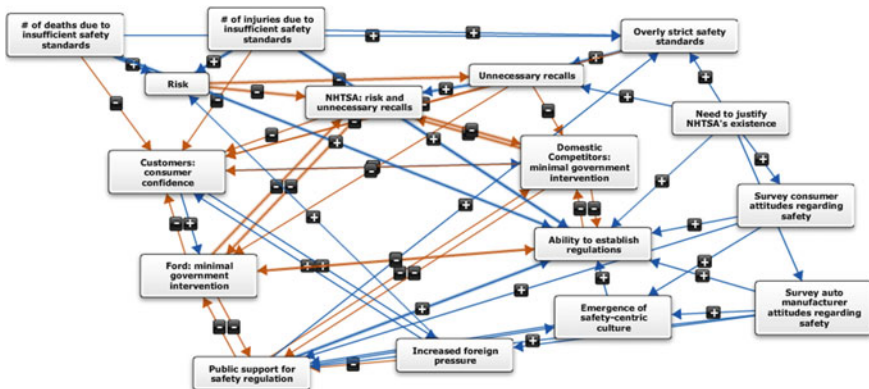 # of deaths due to
insufficient safety
standards
# of injuries due to
insufficient safety
standards
Overly strict safety
standards
Risk
Unnecessary recalls
NHTSA: risk and
unnecessary recalls
Need to justify
NHTSA's existence
Customers:
consumer
confidence
Domestic
Competitors:
minimal government
intervention
Survey consumer
attitudes regarding
safety
Ability to establish
regulations
Ford: minimal
government
intervention
Survey auto
manufacturer
attitudes regarding
safety
Emergence of
safety-centric
culture
Increased foreign
pressure
Public support for
safety regulation